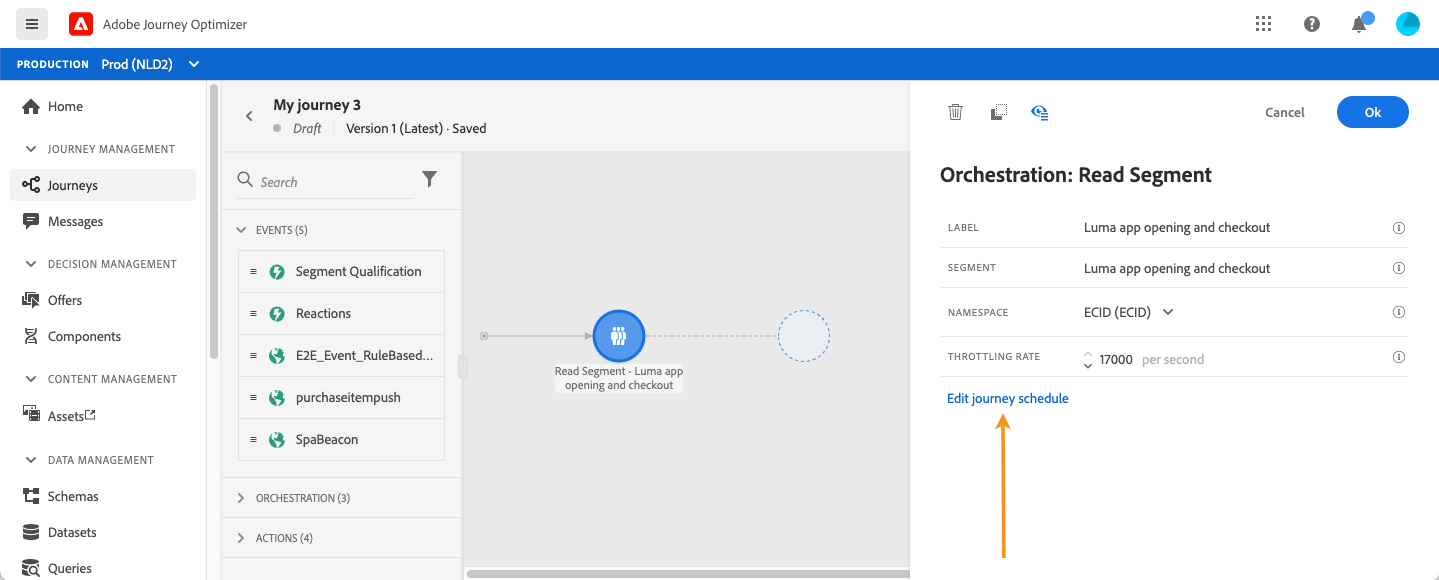 Adobe Journey Optimizer
PRODUCTION Prod (NLD2)
Home
JOURNEY MANAGEMENT
Journeys
Messages
DECISION MANAGEMENT
Offers
Components
CONTENT MANAGEMENT
Assets
DATA MANAGEMENT
Schemas
Datasets
Queries
My journey 3
Draft Version 1 (Latest) · Saved
Search
EVENTS (5)
Segment Qualification
Reactions
E2E_Event_RuleBased...
purchaseitempush
SpaBeacon
ORCHESTRATION (3)
ACTIONS (4)
Read Segment - Luma app
opening and checkout
Cancel Ok
Orchestration: Read Segment
LABEL Luma app opening and checkout
SEGMENT Luma app opening and checkout
NAMESPACE ECID (ECID)
THROTTLING RATE 17000 per second
Edit journey schedule